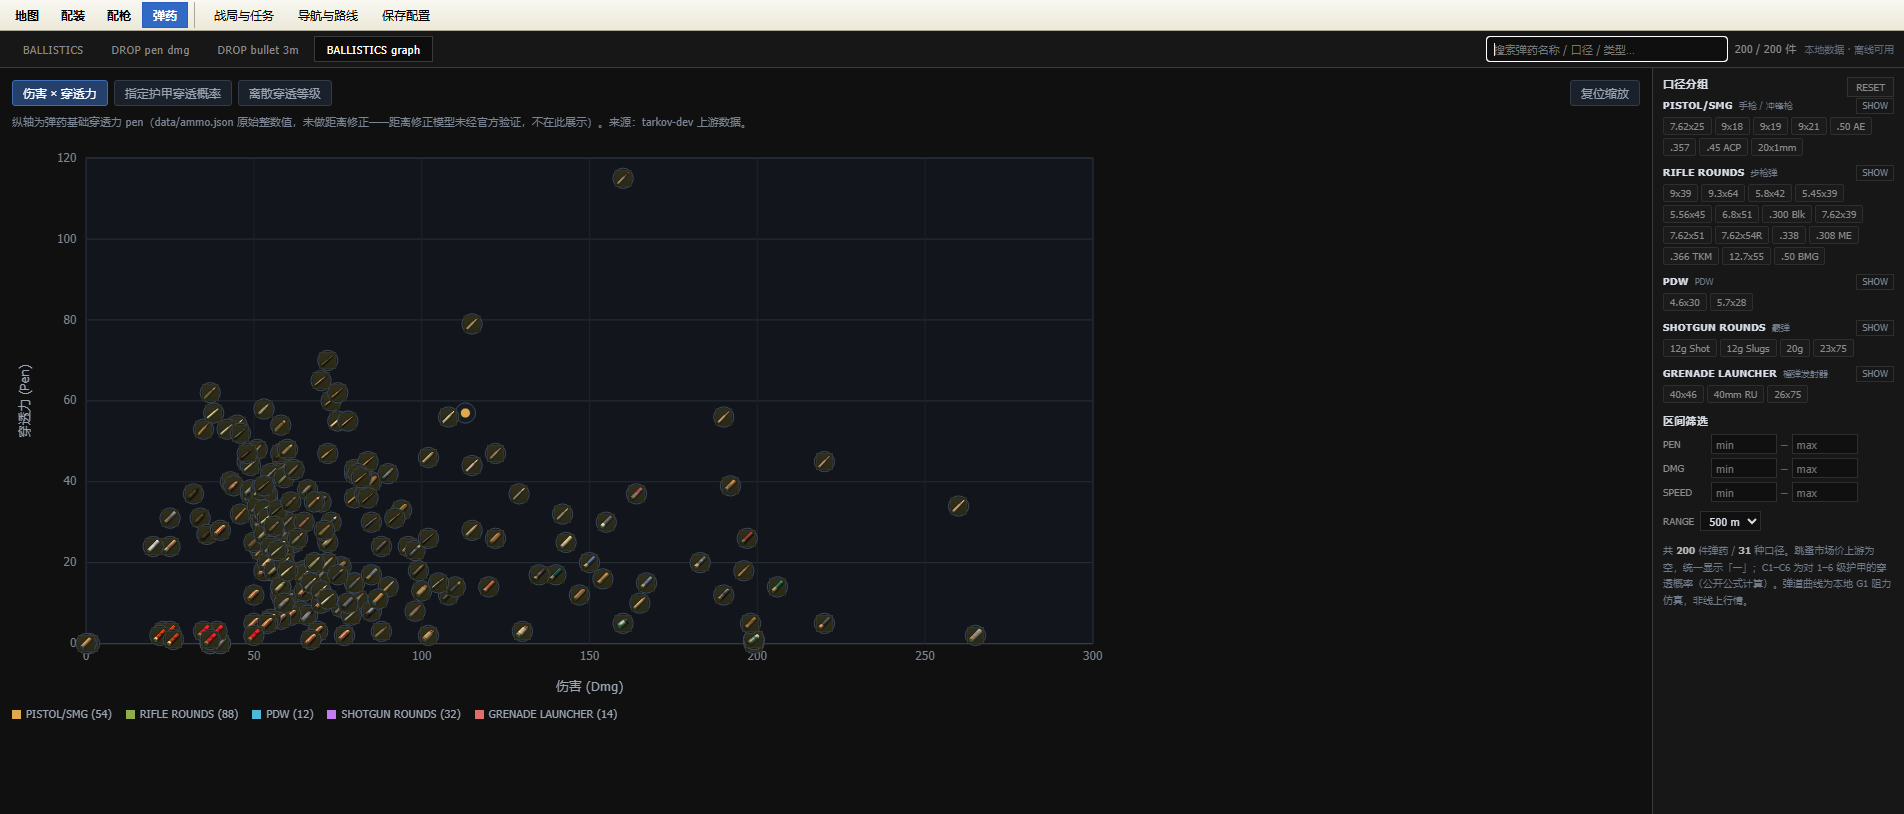 地图 配装 配枪 弹药 战局与任务 导航与路线 保存配置
BALLISTICS DROP pen dmg DROP bullet 3m BALLISTICS graph
搜索弹药名称 / 口径 / 类型... 200 / 200 件 本地数据 · 离线可用
伤害 × 穿透力 指定护甲穿透概率 离散穿透等级 复位缩放
纵轴为弹药基础穿透力 pen（data/ammo.json 原始整数值，未做距离修正——距离修正模型未经官方验证，不在此展示）。来源：tarkov-dev 上游数据。
120
100
80
60
40
20
0
穿透力 (Pen)
0 50 100 150 200 250 300
伤害 (Dmg)
PISTOL/SMG (54) RIFLE ROUNDS (88) PDW (12) SHOTGUN ROUNDS (32) GRENADE LAUNCHER (14)
口径分组 RESET
PISTOL/SMG 手枪 / 冲锋枪 SHOW
7.62x25 9x18 9x19 9x21 .50 AE
.357 .45 ACP 20x1mm
RIFLE ROUNDS 步枪弹 SHOW
9x39 9.3x64 5.8x42 5.45x39
5.56x45 6.8x51 .300 Blk 7.62x39
7.62x51 7.62x54R .338 .308 ME
.366 TKM 12.7x55 .50 BMG
PDW PDW SHOW
4.6x30 5.7x28
SHOTGUN ROUNDS 霰弹 SHOW
12g Shot 12g Slugs 20g 23x75
GRENADE LAUNCHER 榴弹发射器 SHOW
40x46 40mm RU 26x75
区间筛选
PEN min — max
DMG min — max
SPEED min — max
RANGE 500 m
共 200 件弹药 / 31 种口径。跳蚤市场价上游为
空，统一显示「—」；C1–C6 为对 1–6 级护甲的穿
透概率（公开公式计算）。弹道曲线为本地 G1 阻力
仿真，非线上行情。